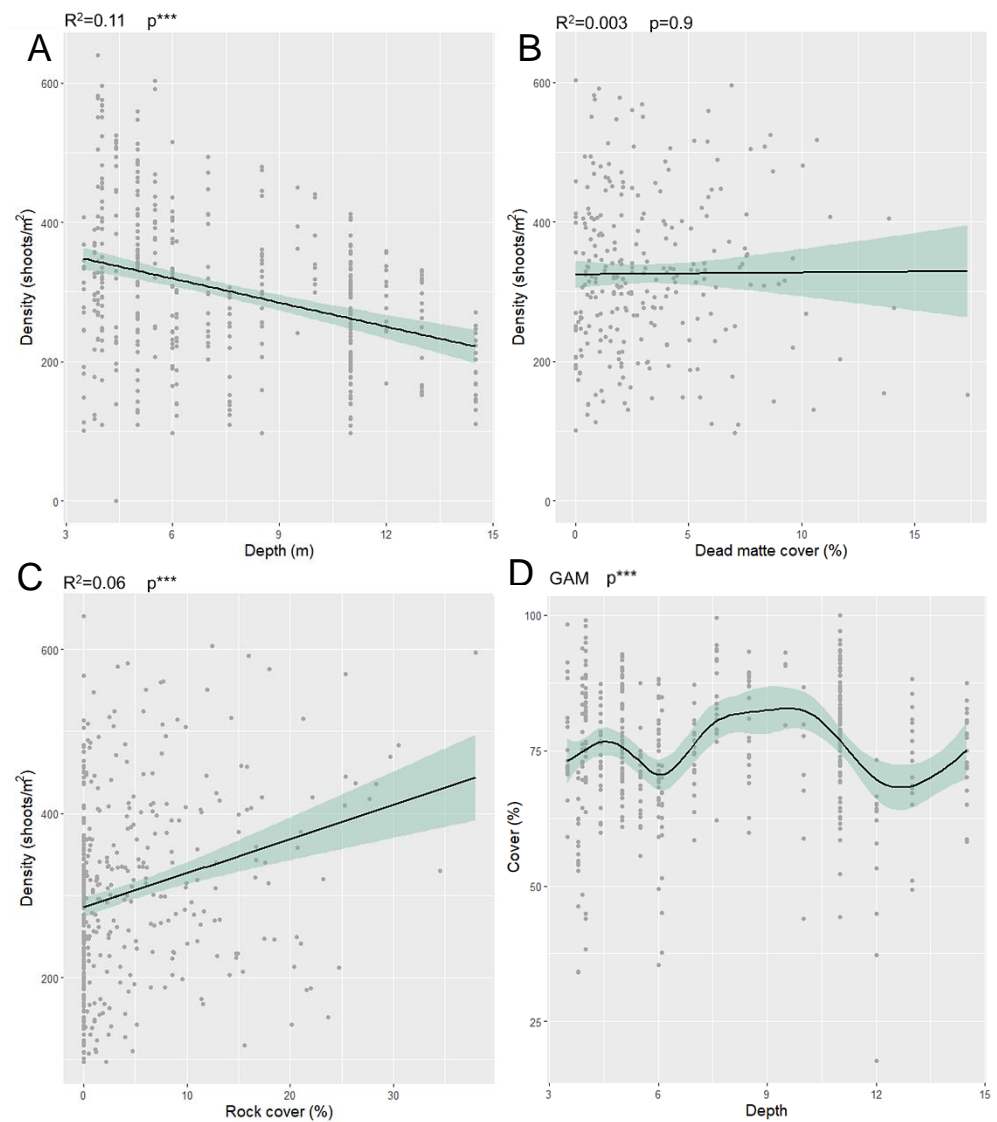 R²=0.11 p***
A
Density (shoots/m²)
600
400
200
0
3 6 9 12 15
Depth (m)
R²=0.003 p=0.9
B
Density (shoots/m²)
600
400
200
0
0 5 10 15
Dead matte cover (%)
C R²=0.06 p***
Density (shoots/m²)
600
400
200
0 10 20 30
Rock cover (%)
D GAM p***
Cover (%)
100
75
50
25
3 6 9 12 15
Depth